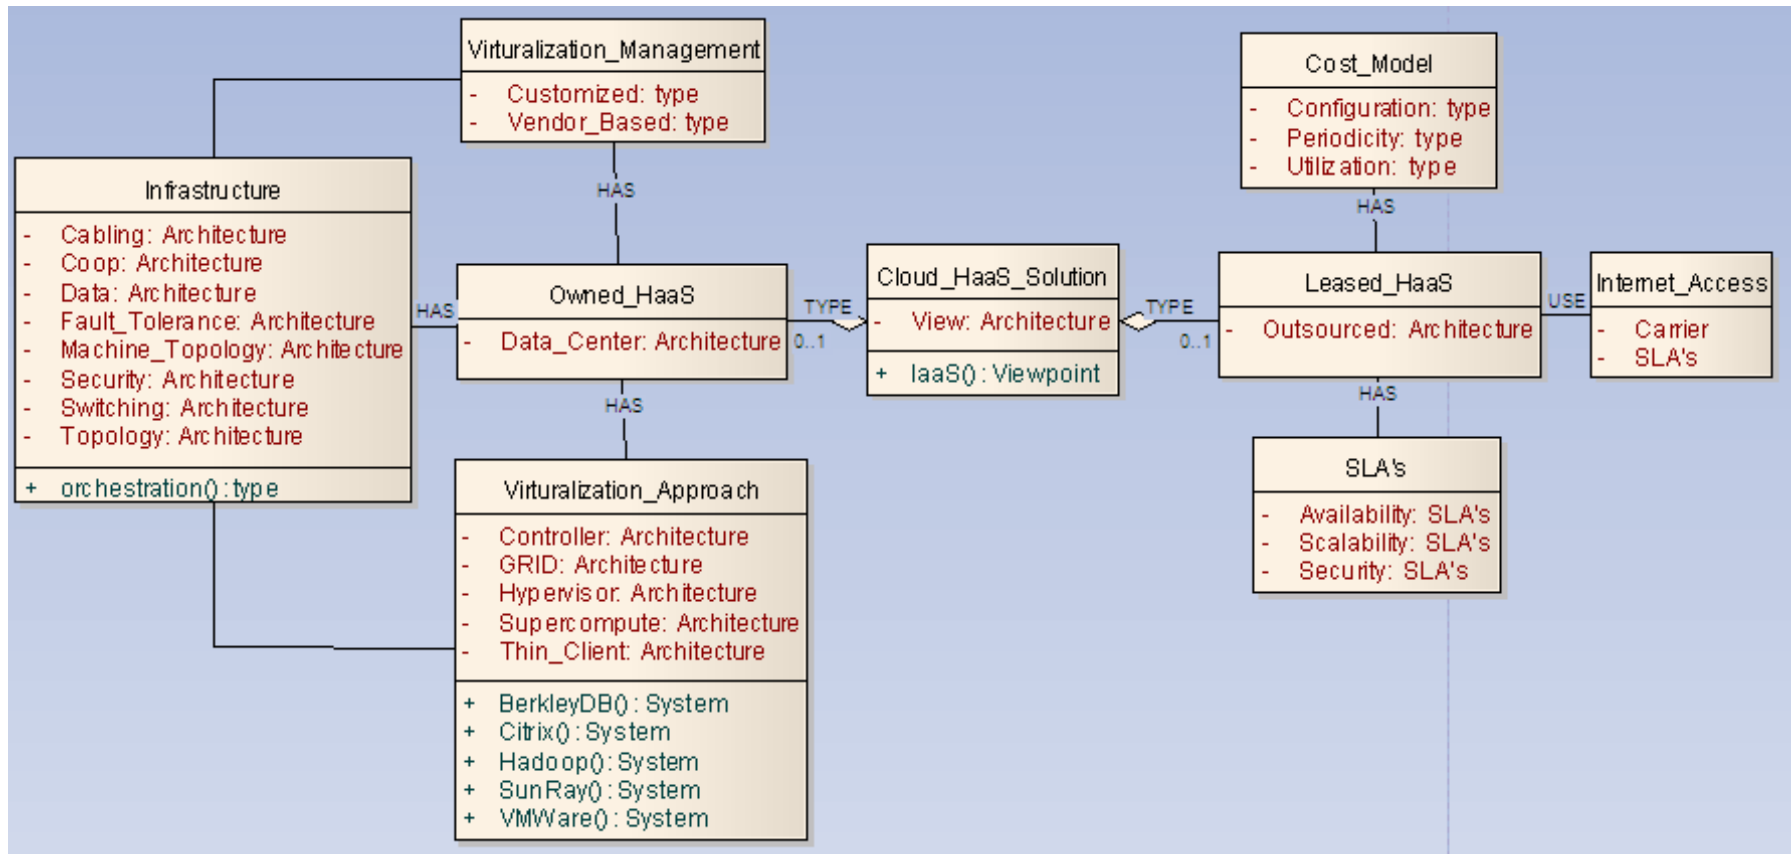 Virturalization_Management
- Customized: type
- Vendor_Based: type
Cost_Model
- Configuration: type
- Periodicity: type
- Utilization: type
Infrastructure
- Cabling: Architecture
- Coop: Architecture
- Data: Architecture
- Fault_Tolerance: Architecture
- Machine_Topology: Architecture
- Security: Architecture
- Switching: Architecture
- Topology: Architecture
+ orchestration() : type
HAS
HAS
HAS
Owned_HaaS
- Data_Center: Architecture
TYPE
0..1
Cloud_HaaS_Solution
- View: Architecture
+ IaaS() : Viewpoint
TYPE
0..1
HAS
Leased_HaaS
- Outsourced: Architecture
USE
Internet_Access
- Carrier
- SLA's
HAS
Virturalization_Approach
- Controller: Architecture
- GRID: Architecture
- Hypervisor: Architecture
- Supercompute: Architecture
- Thin_Client: Architecture
+ BerkleyDB() : System
+ Citrix() : System
+ Hadoop() : System
+ SunRay() : System
+ VMWare() : System
SLA's
- Availability: SLA's
- Scalability: SLA's
- Security: SLA's